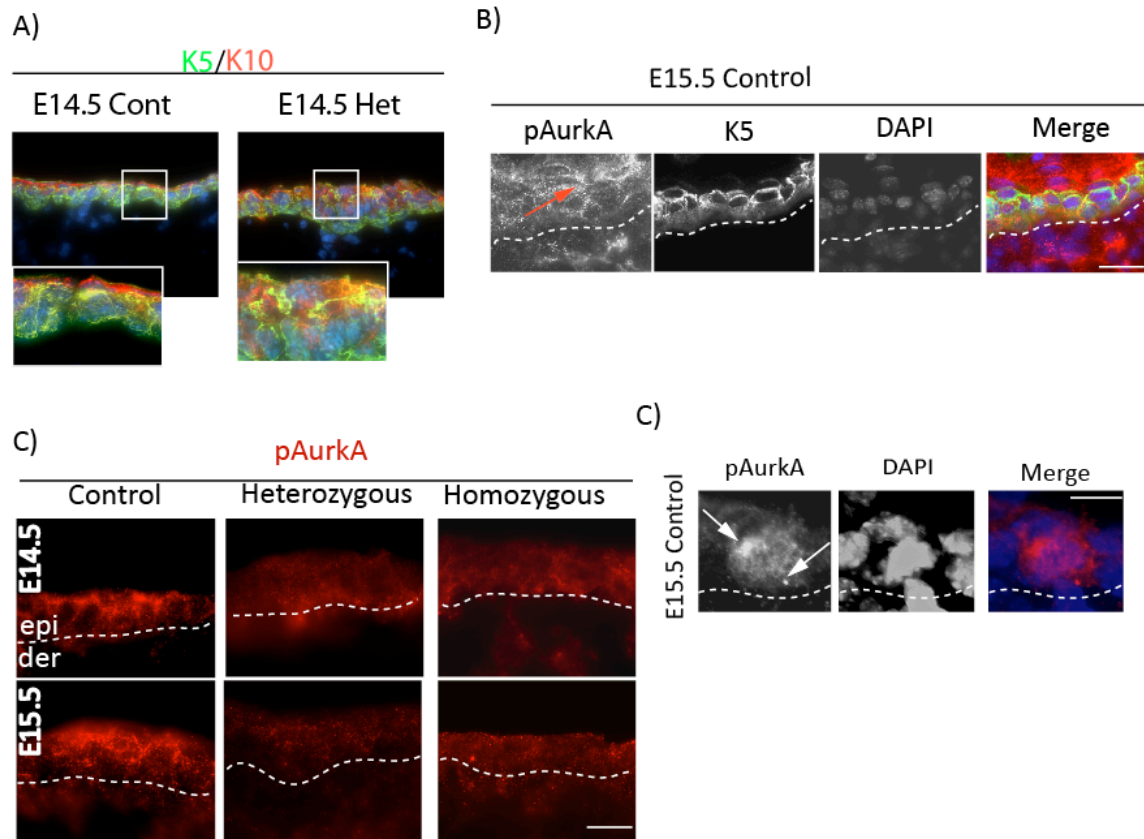 A)
K5/K10
E14.5 Cont
E14.5 Het
B)
E15.5 Control
pAurkA
K5
DAPI
Merge
C)
pAurkA
Control
Heterozygous
Homozygous
E14.5
epi
der
E15.5
C)
pAurkA
DAPI
Merge
E15.5 Control